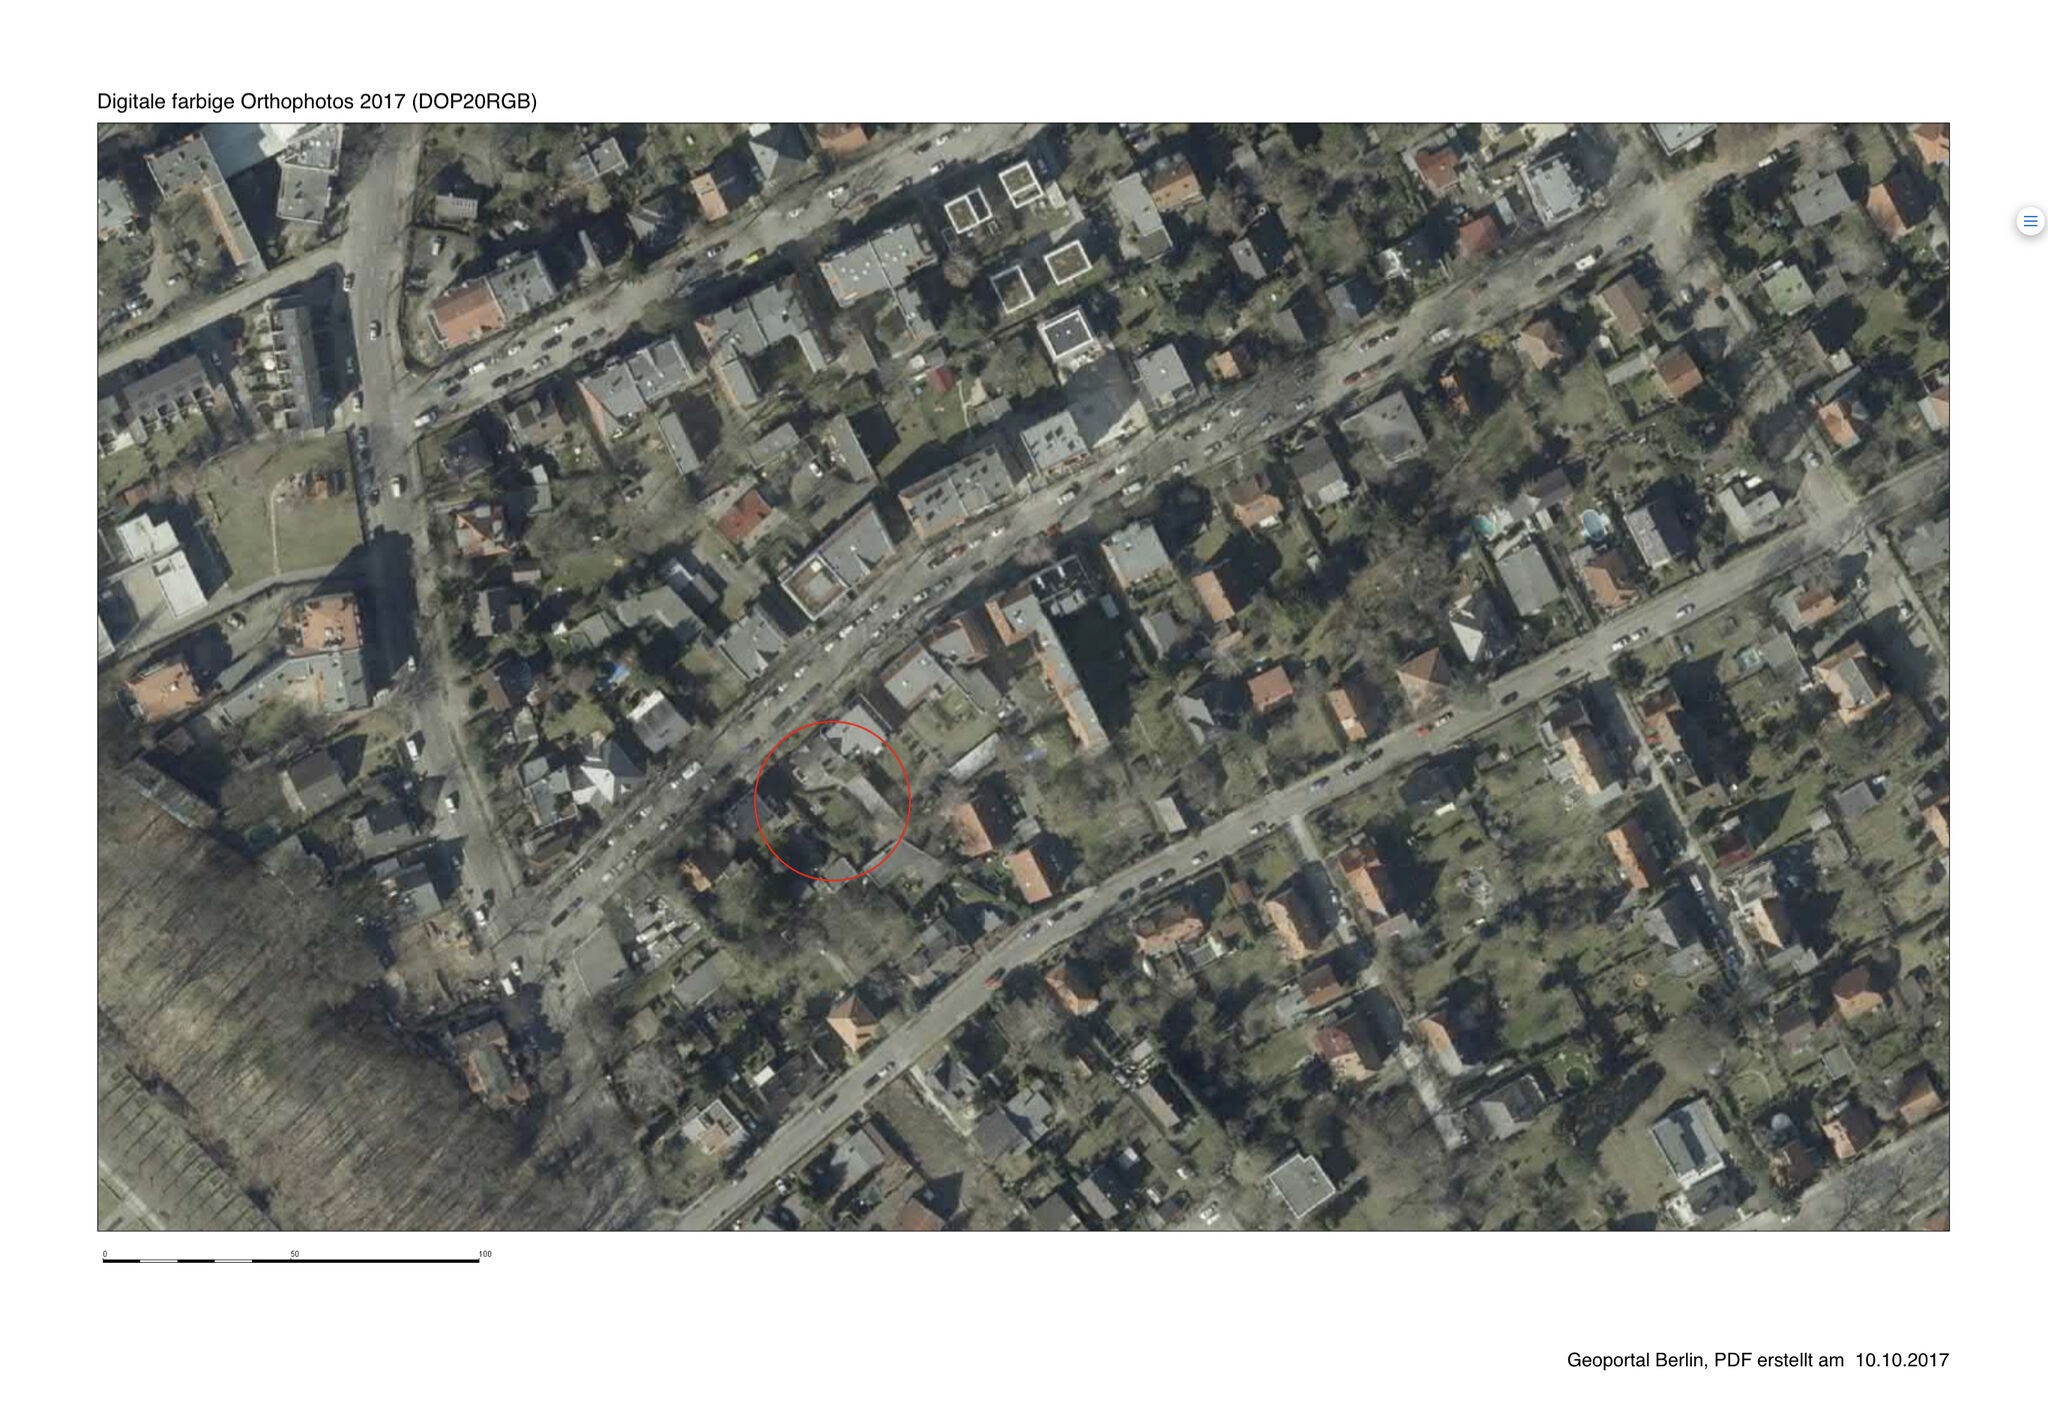 Digitale farbige Orthophotos 2017 (DOP20RGB)
0 50 100
Geoportal Berlin, PDF erstellt am 10.10.2017